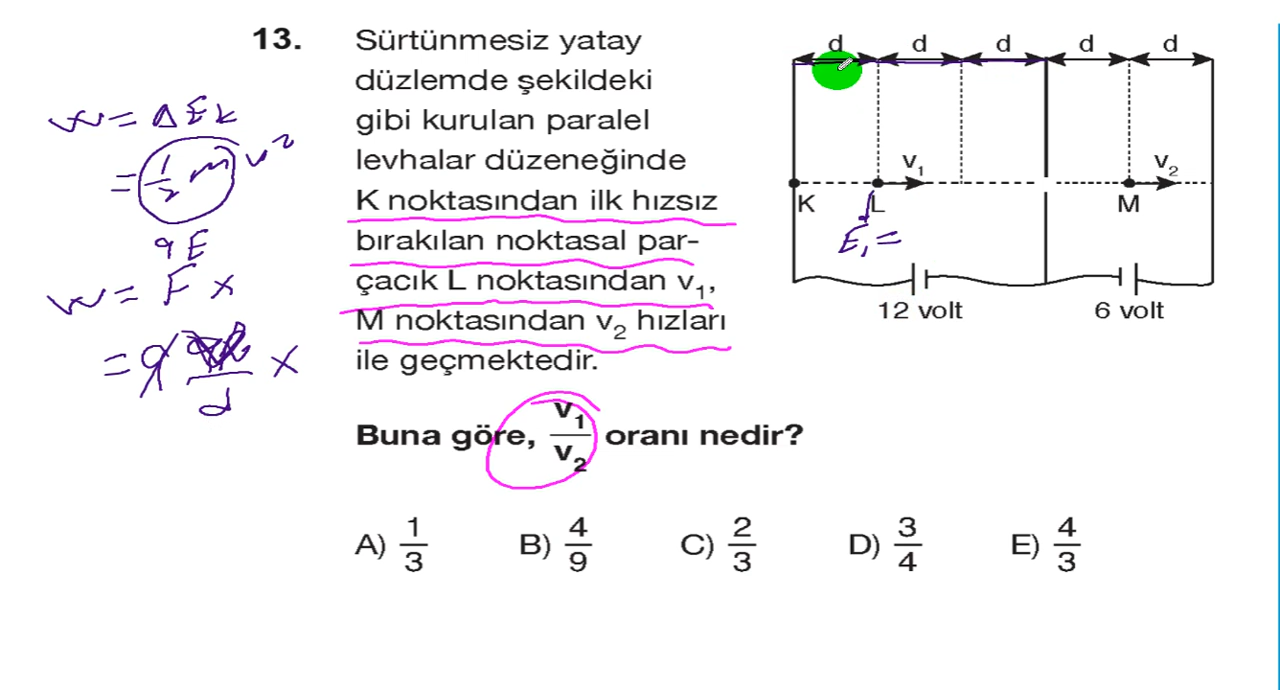 13. Sürtünmesiz yatay
düzlemde şekildeki
gibi kurulan paralel
levhalar düzeneğinde
K noktasından ilk hızsız
bırakılan noktasal par-
çacık L noktasından v₁,
M noktasından v₂ hızları
ile geçmektedir.
Buna göre, v₁/v₂ oranı nedir?
A) 1/3 B) 4/9 C) 2/3 D) 3/4 E) 4/3
d d d d d
v₁ v₂
K L M
E₁ =
12 volt 6 volt
W = ΔEk
= 1/2 m v²
qE
W = F x